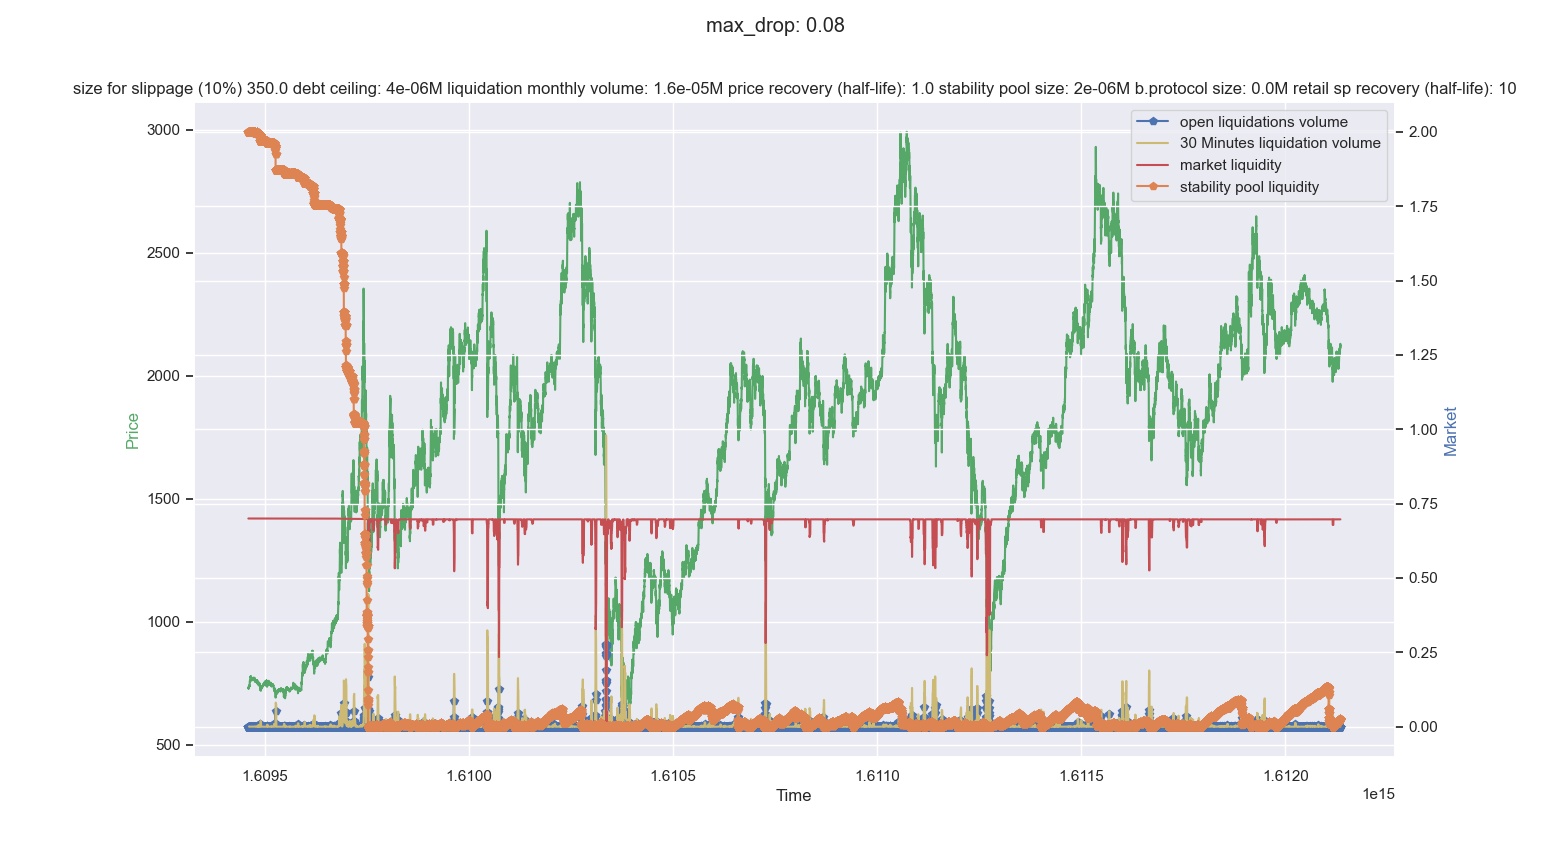 max_drop: 0.08
size for slippage (10%) 350.0 debt ceiling: 4e-06M liquidation monthly volume: 1.6e-05M price recovery (half-life): 1.0 stability pool size: 2e-06M b.protocol size: 0.0M retail sp recovery (half-life): 10
open liquidations volume
30 Minutes liquidation volume
market liquidity
stability pool liquidity
3000
2500
2000
1500
1000
500
Price
2.00
1.75
1.50
1.25
1.00
0.75
0.50
0.25
0.00
Market
1.6095
1.6100
1.6105
1.6110
1.6115
1.6120
Time
1e15